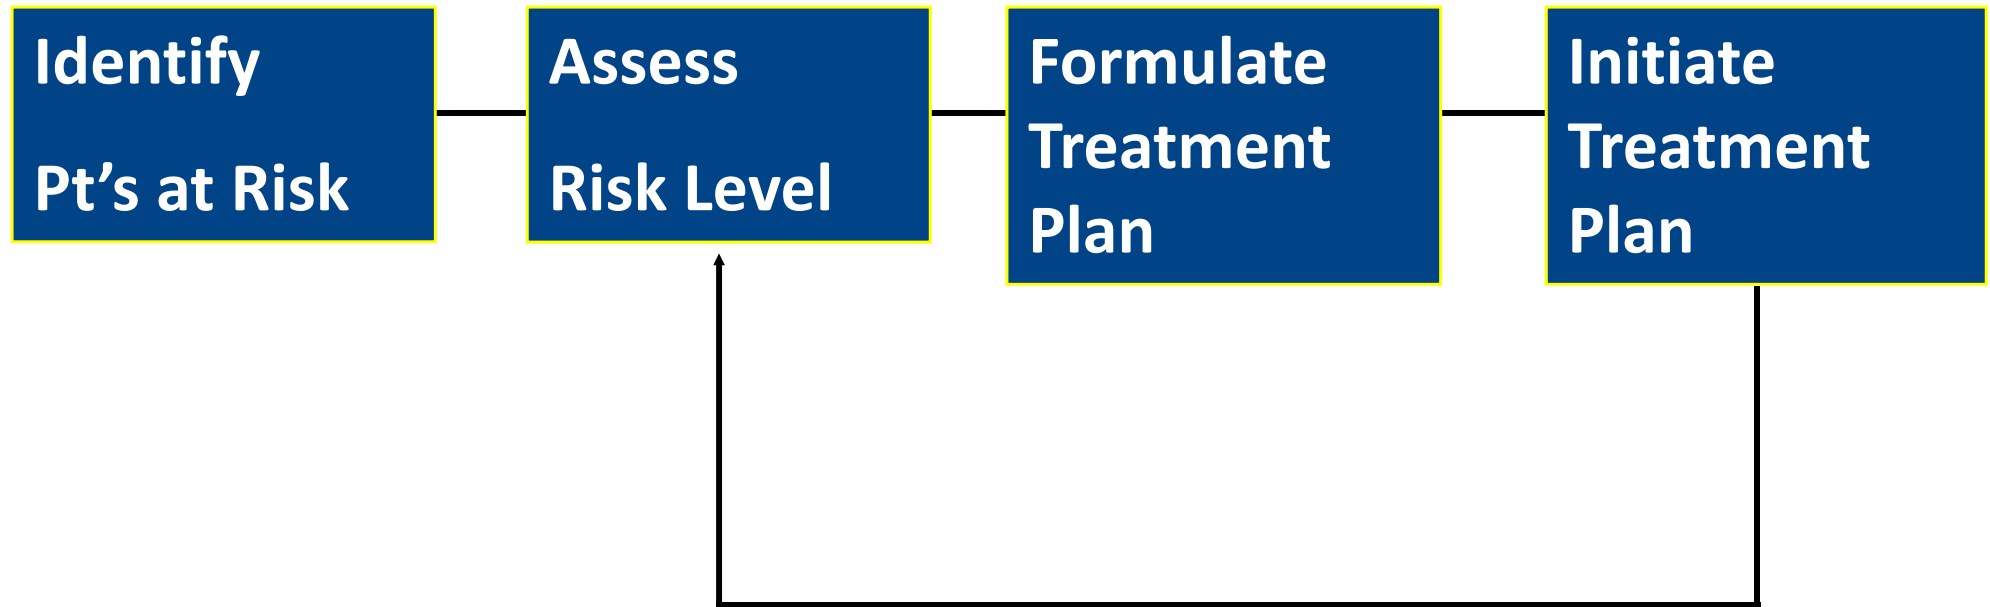 Identify
Pt’s at Risk
Assess
Risk Level
Formulate
Treatment
Plan
Initiate
Treatment
Plan